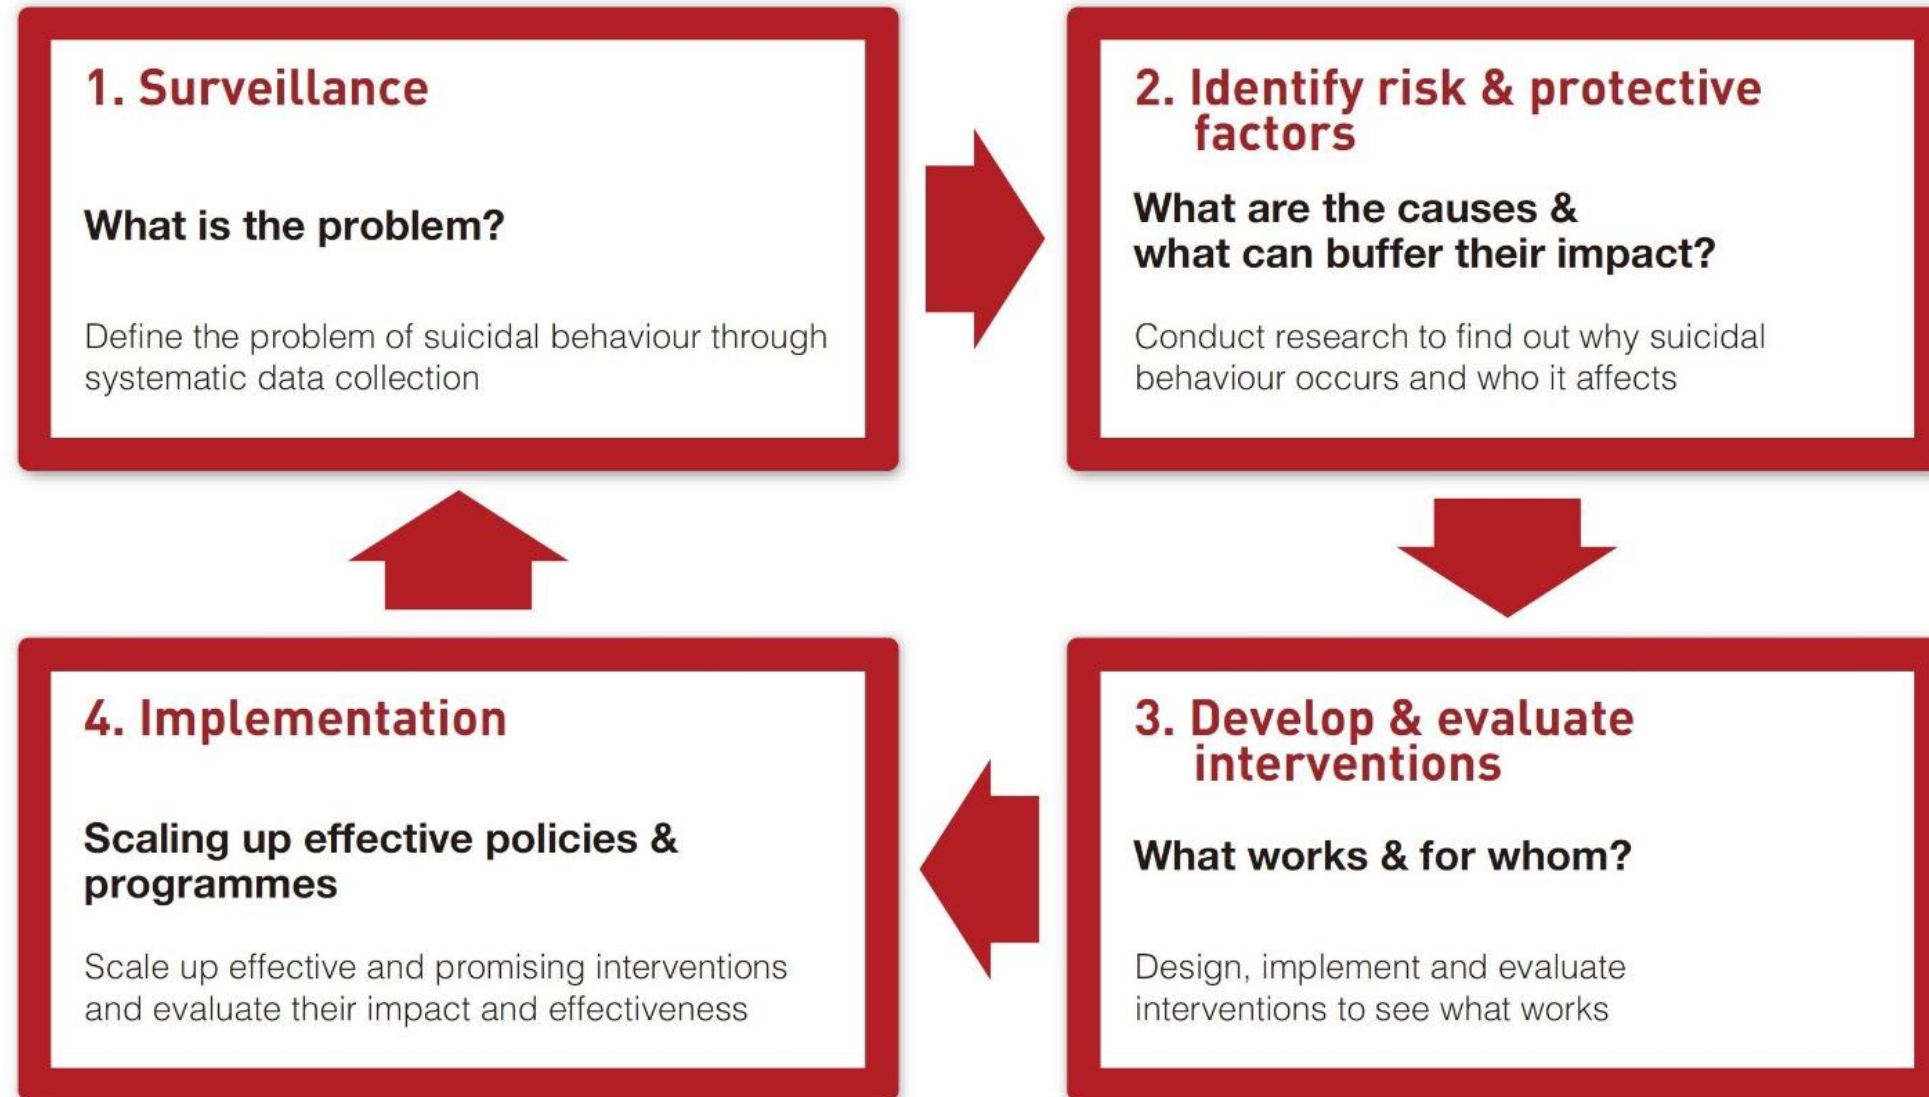 1. Surveillance
What is the problem?
Define the problem of suicidal behaviour through
systematic data collection
2. Identify risk & protective
factors
What are the causes &
what can buffer their impact?
Conduct research to find out why suicidal
behaviour occurs and who it affects
3. Develop & evaluate
interventions
What works & for whom?
Design, implement and evaluate
interventions to see what works
4. Implementation
Scaling up effective policies &
programmes
Scale up effective and promising interventions
and evaluate their impact and effectiveness